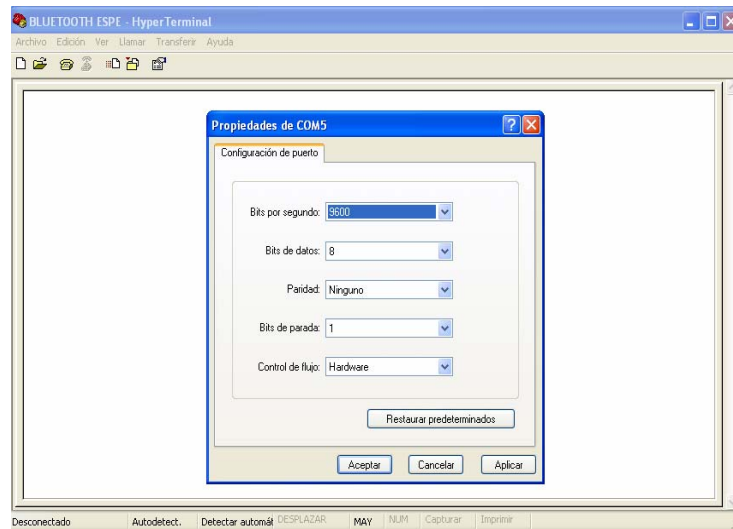 BLUETOOTH ESPE - HyperTerminal
Archivo Edición Ver Llamar Transferir Ayuda
Propiedades de COM5
Configuración de puerto
Bits por segundo: 9600
Bits de datos: 8
Paridad: Ninguno
Bits de parada: 1
Control de flujo: Hardware
Restaurar predeterminados
Aceptar Cancelar Aplicar
Desconectado Autodetect. Detectar automát DESPLAZAR MAY NUM Capturar Imprimir